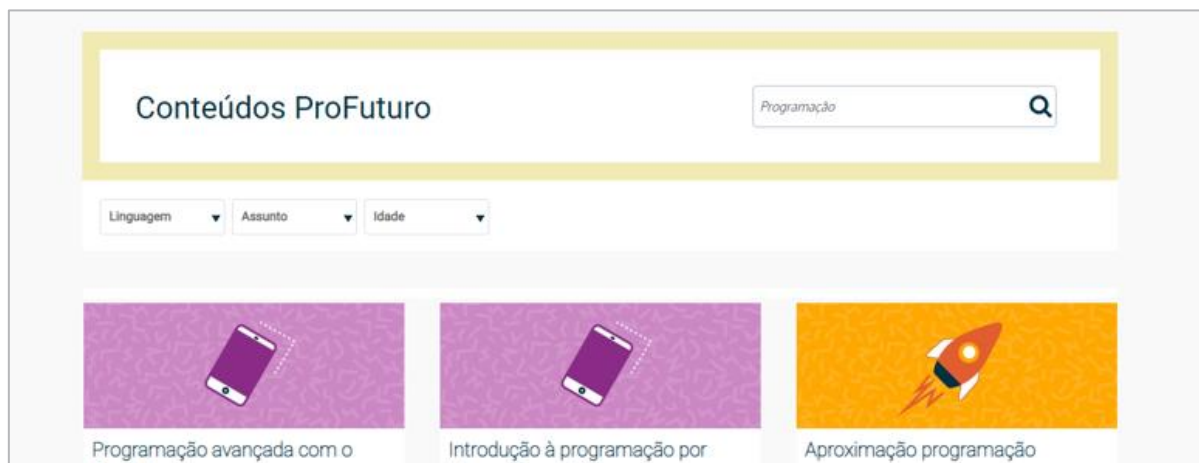 Conteúdos ProFuturo
Programação
Linguagem
Assunto
Idade
Programação avançada com o
Introdução à programação por
Aproximação programação